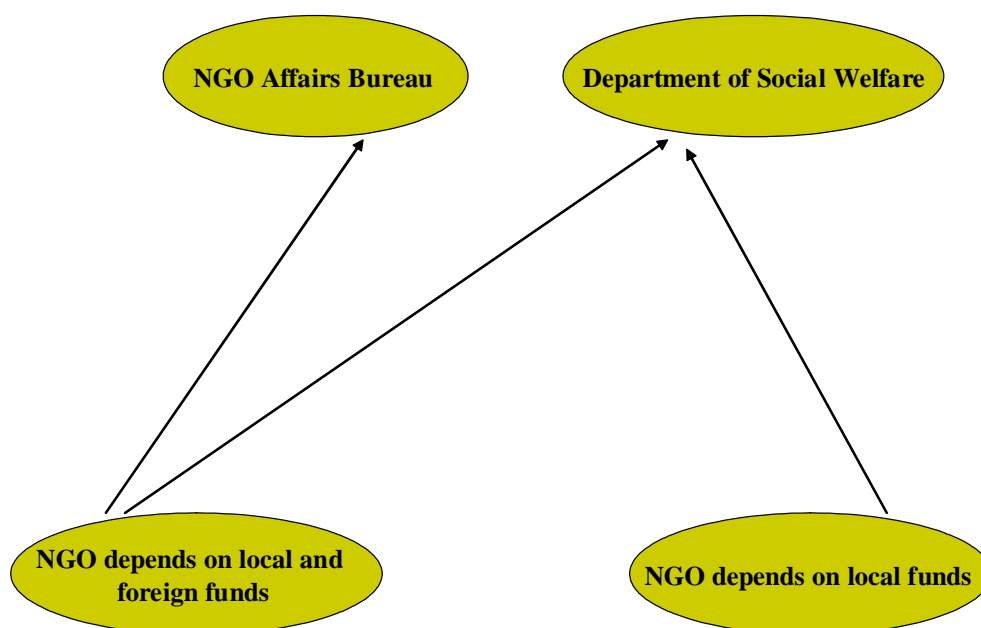 NGO Affairs Bureau
Department of Social Welfare
NGO depends on local and
foreign funds
NGO depends on local funds